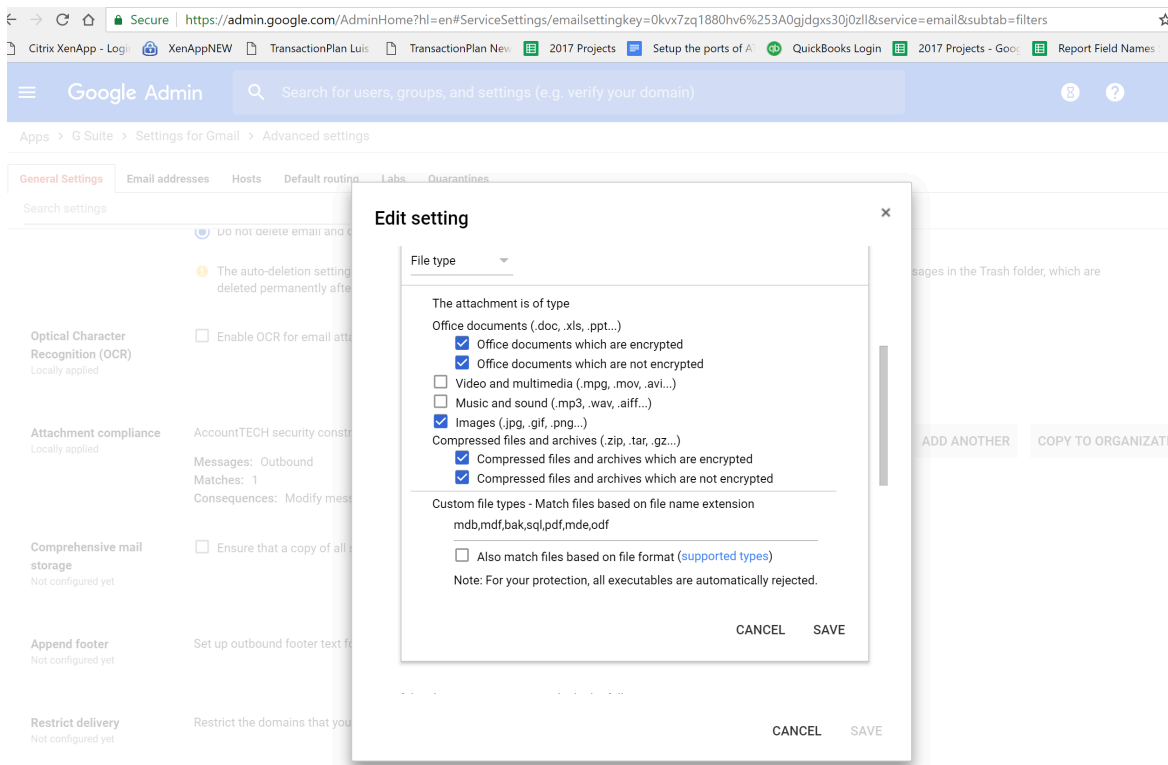 Secure https://admin.google.com/AdminHome?hl=en#ServiceSettings/emailsettingkey=0kvx7zq1880hv6%253A0gjdgxs30j0zll&service=email&subtab=filters
Citrix XenApp - Login XenAppNEW TransactionPlan Luis TransactionPlan New 2017 Projects Setup the ports of A QuickBooks Login 2017 Projects - Goog Report Field Names
Google Admin Search for users, groups, and settings (e.g. verify your domain)
Apps > G Suite > Settings for Gmail > Advanced settings
General Settings Email addresses Hosts Default routing Labs Quarantines
Search settings
Do not delete email and
The auto-deletion setting
sages in the Trash folder, which are
deleted permanently afte
Optical Character
Recognition (OCR)
Locally applied
Enable OCR for email atta
Attachment compliance
Locally applied
AccountTECH security constr
Messages: Outbound
Matches: 1
Consequences: Modify mess
ADD ANOTHER COPY TO ORGANIZATI
Comprehensive mail
storage
Not configured yet
Ensure that a copy of all s
Append footer
Not configured yet
Set up outbound footer text fo
Restrict delivery
Not configured yet
Restrict the domains that you
Edit setting
×
File type
The attachment is of type
Office documents (.doc, .xls, .ppt...)
Office documents which are encrypted
Office documents which are not encrypted
Video and multimedia (.mpg, .mov, .avi...)
Music and sound (.mp3, .wav, .aiff...)
Images (.jpg, .gif, .png...)
Compressed files and archives (.zip, .tar, .gz...)
Compressed files and archives which are encrypted
Compressed files and archives which are not encrypted
Custom file types - Match files based on file name extension
mdb,mdf,bak,sql,pdf,mde,odf
Also match files based on file format (supported types)
Note: For your protection, all executables are automatically rejected.
CANCEL SAVE
CANCEL SAVE